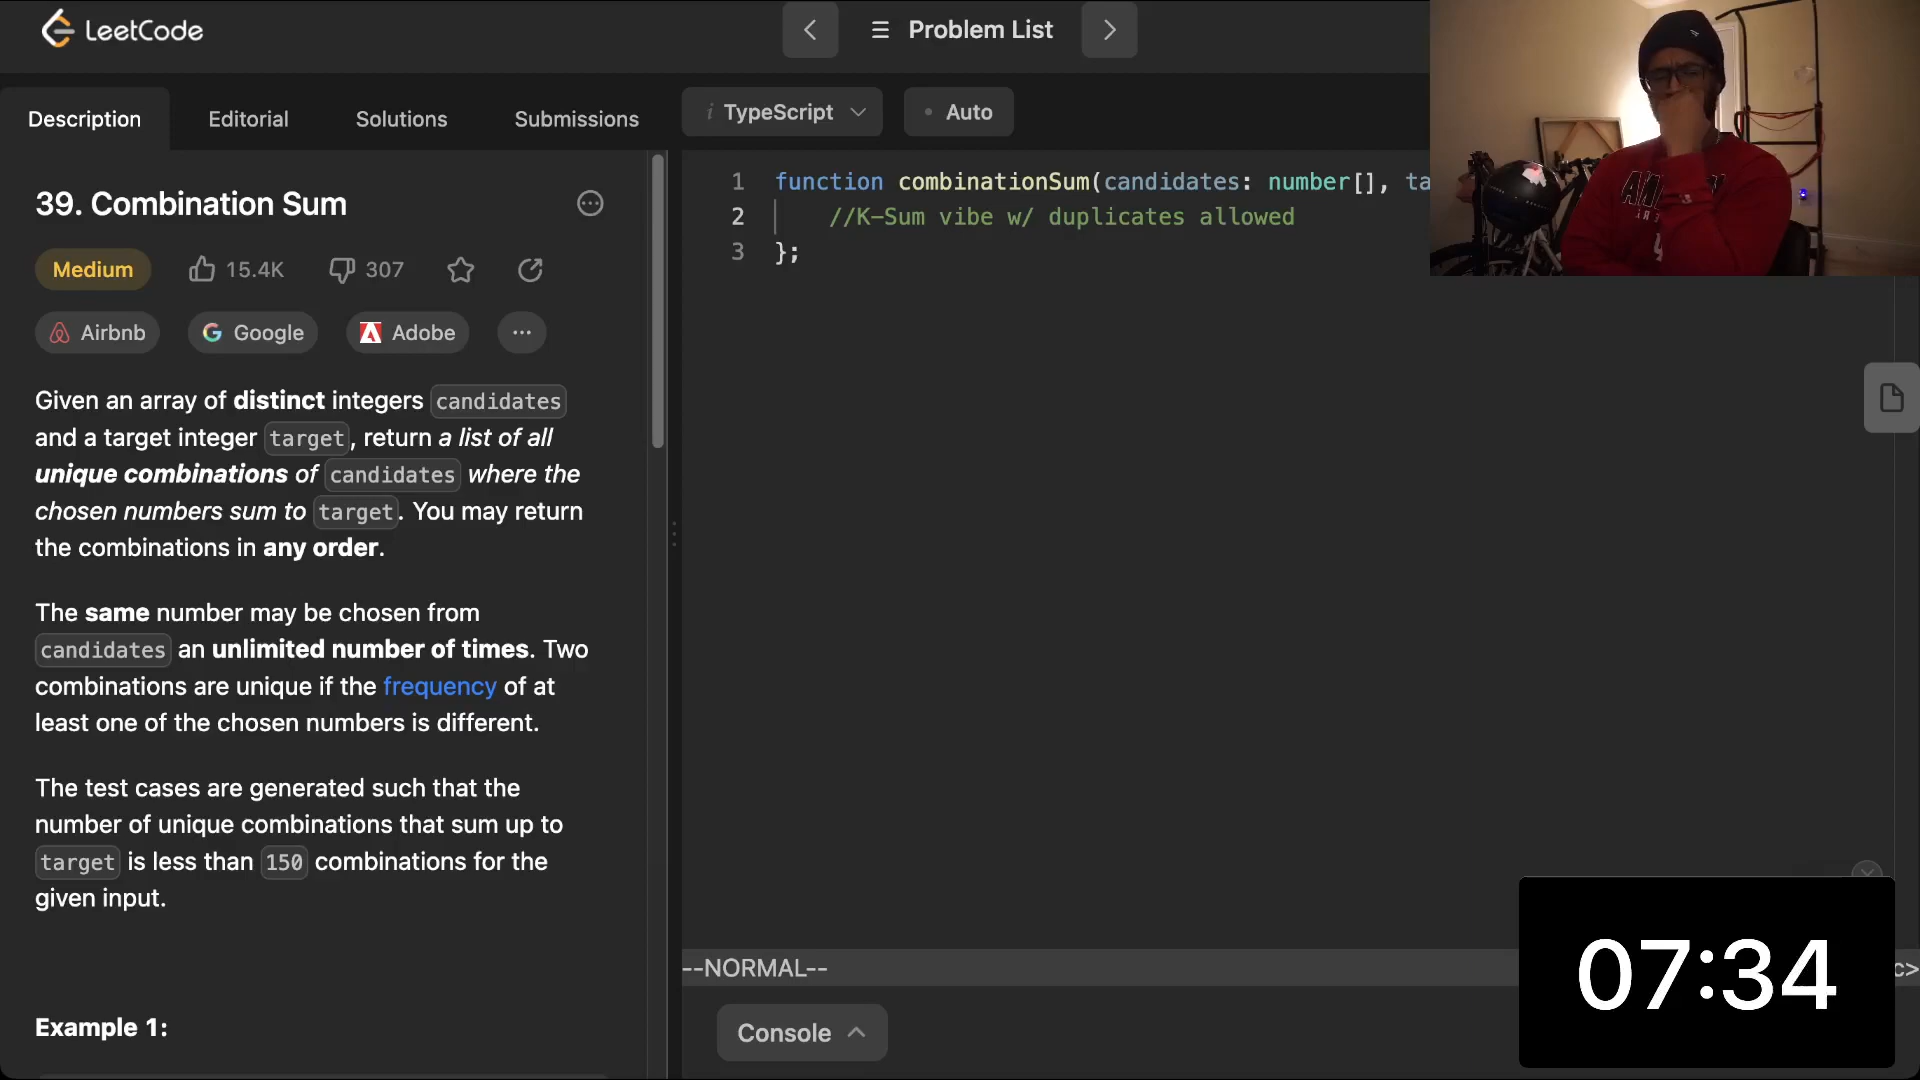 LeetCode
Problem List
Description
Editorial
Solutions
Submissions
i TypeScript
Auto
39. Combination Sum
Medium
15.4K
307
Airbnb
Google
Adobe
Given an array of distinct integers candidates
and a target integer target, return a list of all
unique combinations of candidates where the
chosen numbers sum to target. You may return
the combinations in any order.
The same number may be chosen from
candidates an unlimited number of times. Two
combinations are unique if the frequency of at
least one of the chosen numbers is different.
The test cases are generated such that the
number of unique combinations that sum up to
target is less than 150 combinations for the
given input.
Example 1:
1 function combinationSum(candidates: number[], ta
2 //K-Sum vibe w/ duplicates allowed
3 };
--NORMAL--
c>
Console
07:34